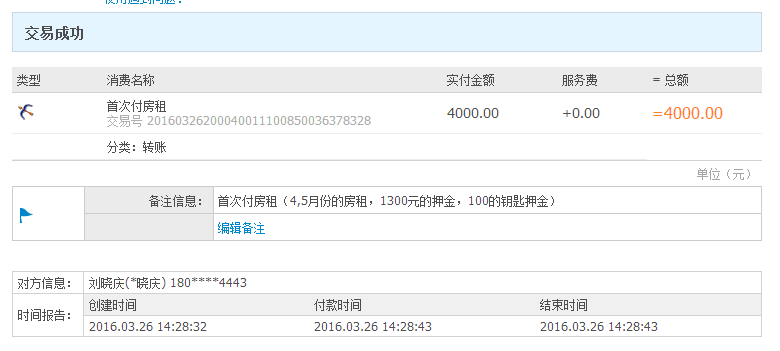 交易成功
类型 消费名称 实付金额 服务费 = 总额
首次付房租 4000.00 +0.00 =4000.00
交易号 20160326200040011100850036378328
分类：转账
单位（元）
备注信息： 首次付房租（4,5月份的房租，1300元的押金，100的钥匙押金）
编辑备注
对方信息： 刘晓庆(*晓庆) 180****4443
时间报告： 创建时间 付款时间 结束时间
2016.03.26 14:28:32 2016.03.26 14:28:43 2016.03.26 14:28:43